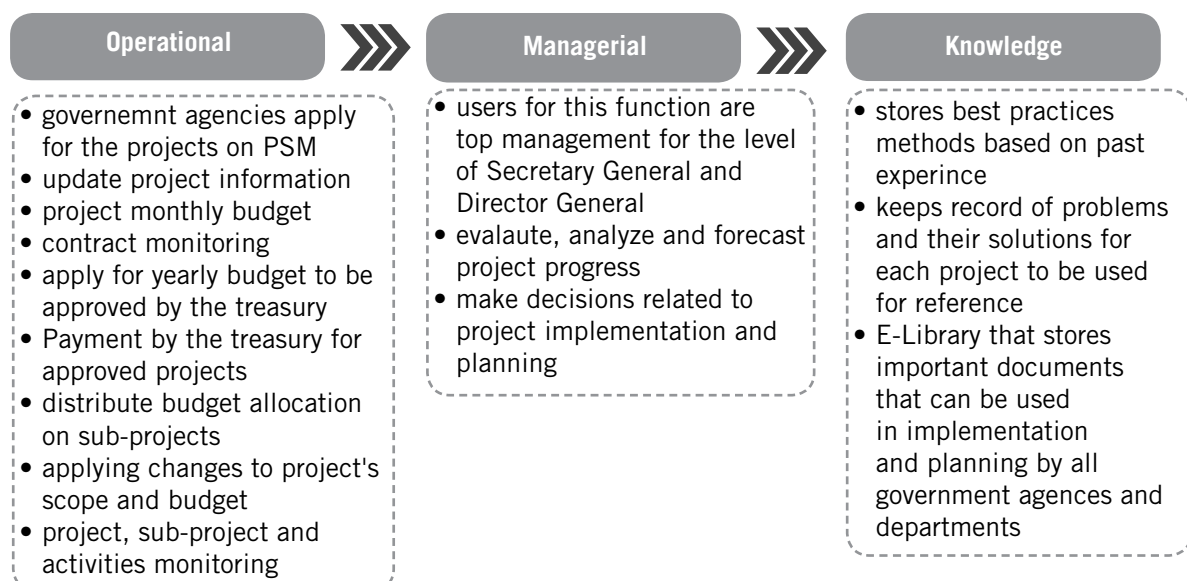 Operational
• governemnt agencies apply
for the projects on PSM
• update project information
• project monthly budget
• contract monitoring
• apply for yearly budget to be
approved by the treasury
• Payment by the treasury for
approved projects
• distribute budget allocation
on sub-projects
• applying changes to project's
scope and budget
• project, sub-project and
activities monitoring
Managerial
• users for this function are
top management for the level
of Secretary General and
Director General
• evalaute, analyze and forecast
project progress
• make decisions related to
project implementation and
planning
Knowledge
• stores best practices
methods based on past
experince
• keeps record of problems
and their solutions for
each project to be used
for reference
• E-Library that stores
important documents
that can be used
in implementation
and planning by all
government agences and
departments